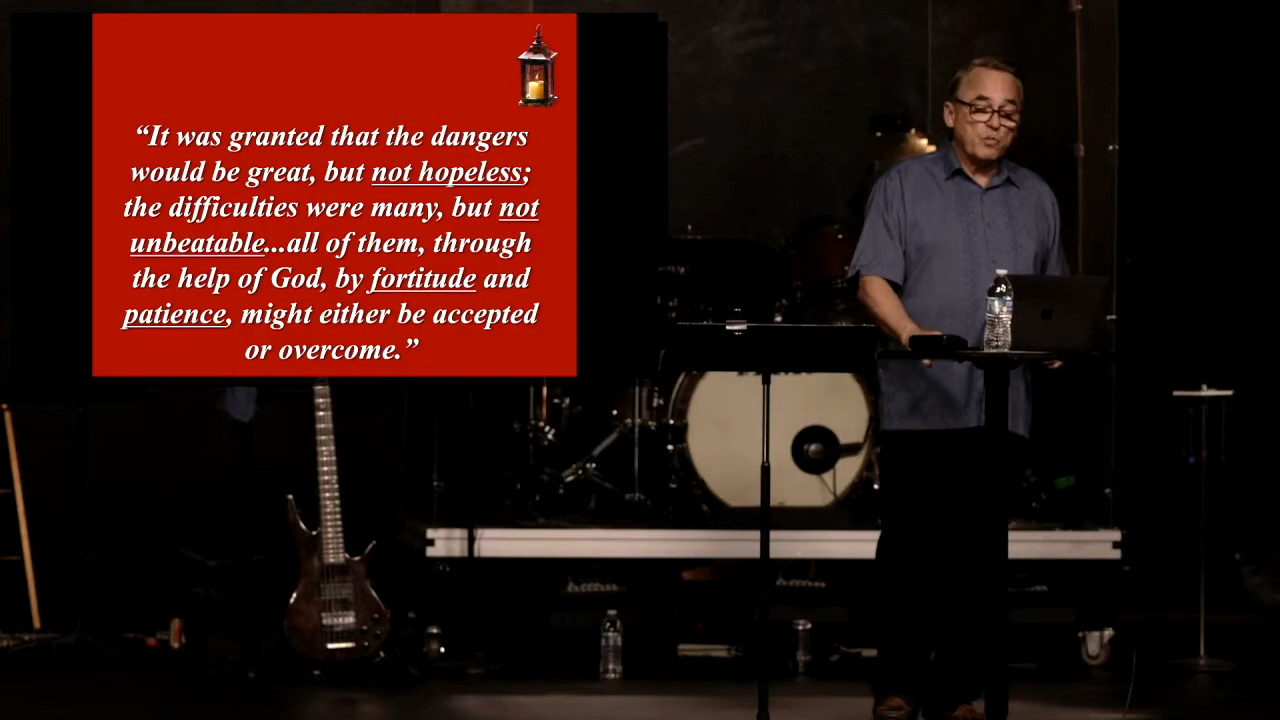 “It was granted that the dangers
would be great, but not hopeless;
the difficulties were many, but not
unbeatable...all of them, through
the help of God, by fortitude and
patience, might either be accepted
or overcome.”